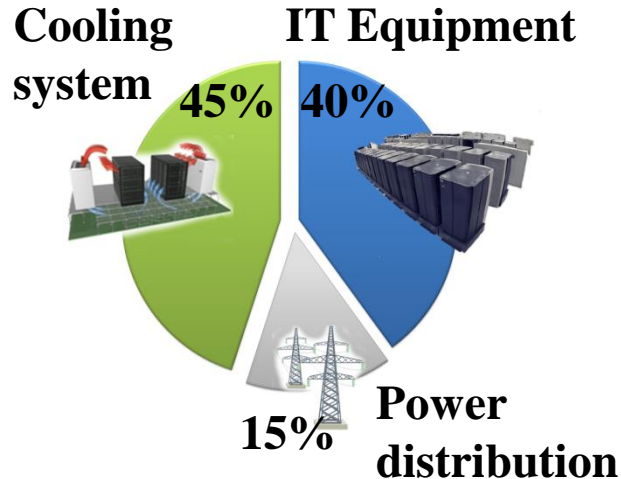 Cooling
system
45%
IT Equipment
40%
15%
Power
distribution